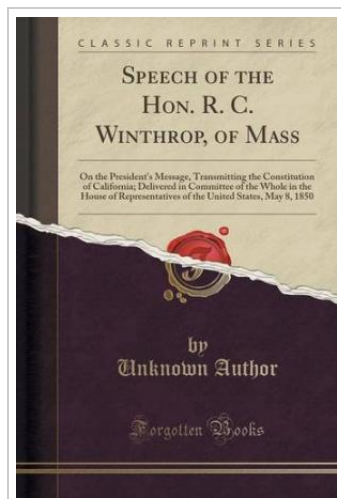 CLASSIC REPRINT SERIES
SPEECH OF THE
HON. R. C.
WINTHROP, OF MASS
On the President's Message, Transmitting the Constitution
of California; Delivered in Committee of the Whole in the
House of Representatives of the United States, May 8, 1850
by
Unknown Author
Forgotten Books